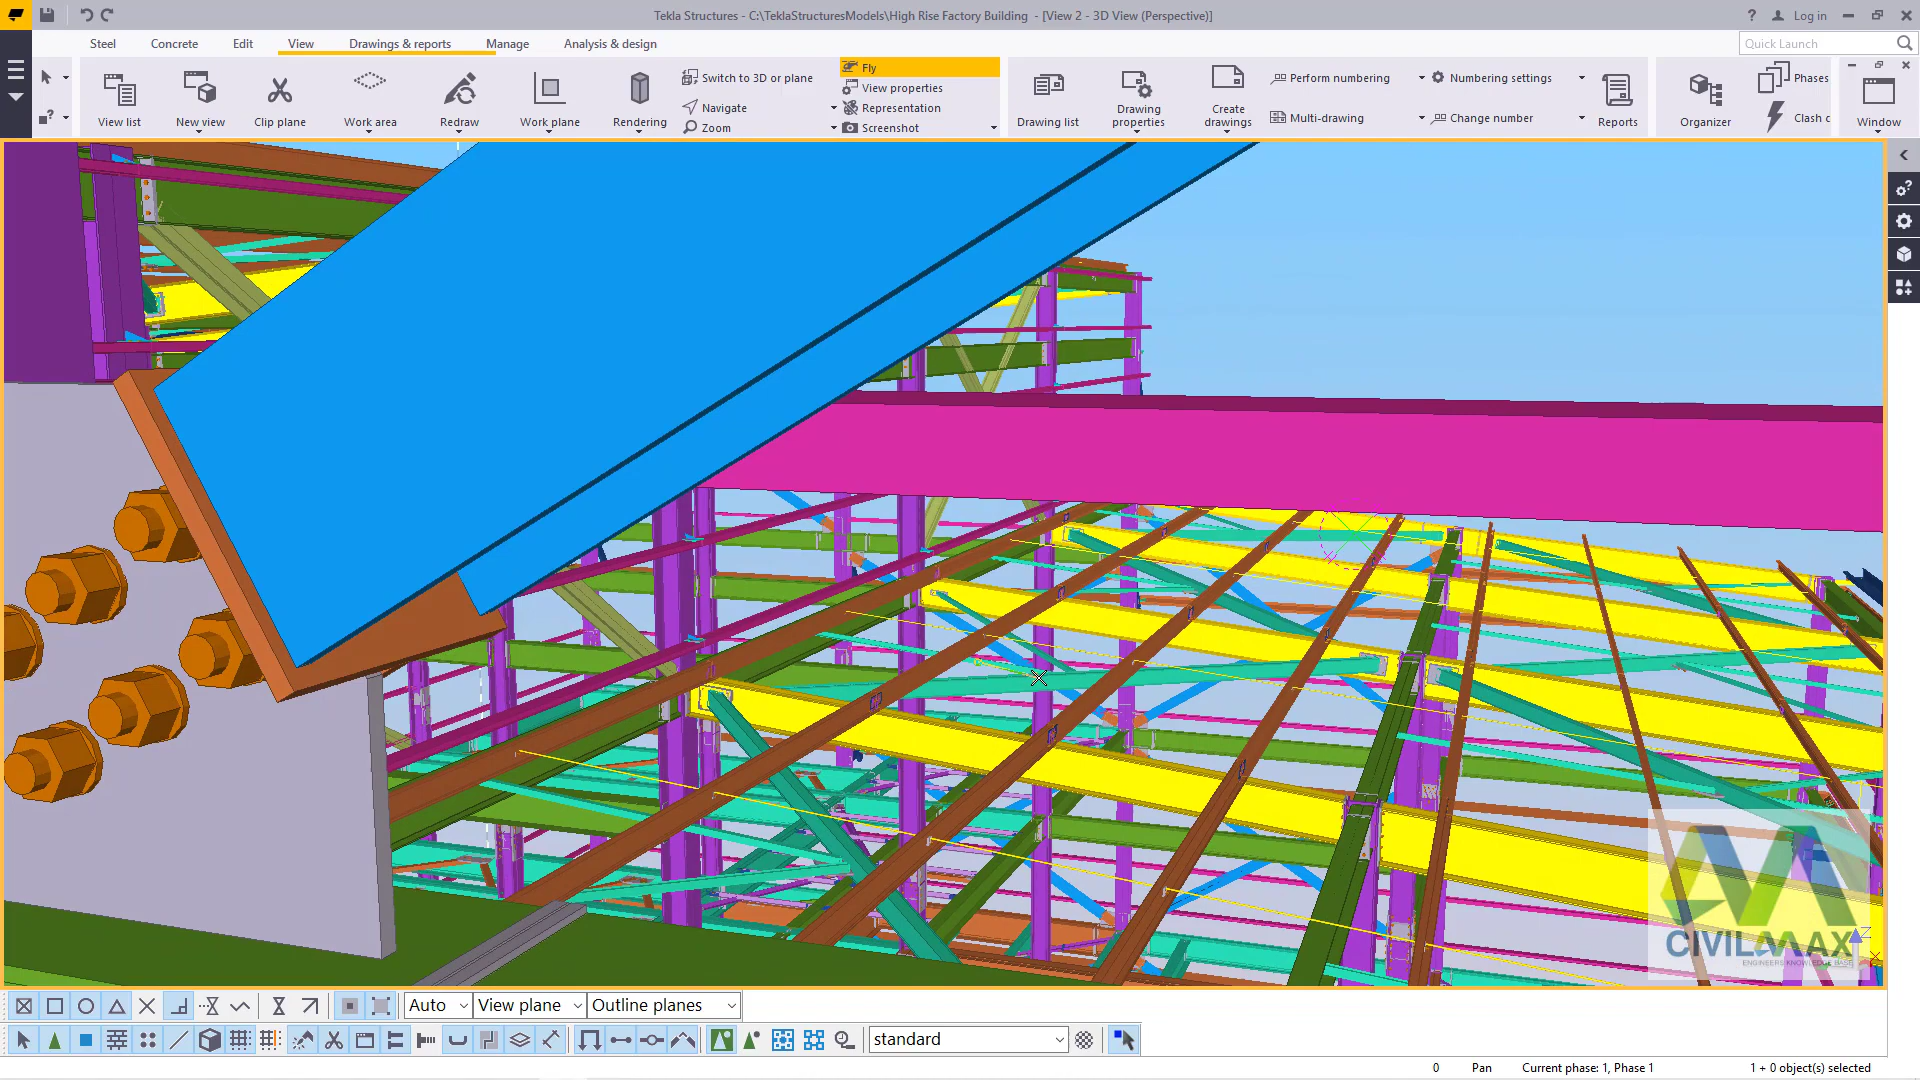 Tekla Structures - C:\TeklaStructuresModels\High Rise Factory Building - [View 2 - 3D View (Perspective)]
? Log in
Steel Concrete Edit View Drawings & reports Manage Analysis & design
Quick Launch
View list
New view
Clip plane
Work area
Redraw
Work plane
Rendering
Switch to 3D or plane
Navigate
Zoom
Fly
View properties
Representation
Screenshot
Drawing list
Drawing properties
Create drawings
Perform numbering
Multi-drawing
Numbering settings
Change number
Reports
Organizer
Phases
Clash c
Window
CIVILMAX
ENGINEERS KNOWLEDGE BASE
Z
Auto View plane Outline planes
standard
0 Pan Current phase: 1, Phase 1 1 + 0 object(s) selected